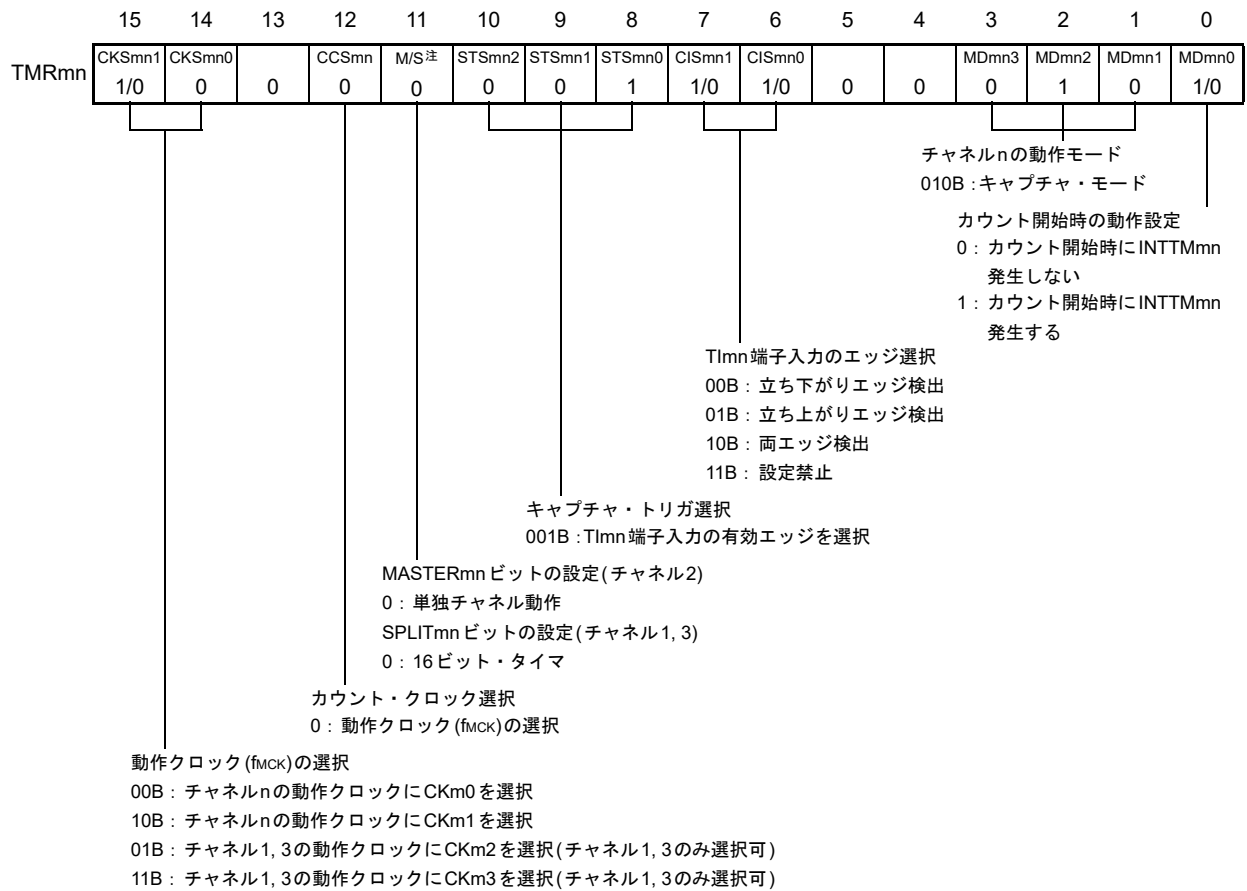 15 14 13 12 11 10 9 8 7 6 5 4 3 2 1 0
TMRmn
CKSmn1 CKSmn0 CCSmn M/S注 STSmn2 STSmn1 STSmn0 CISmn1 CISmn0 MDmn3 MDmn2 MDmn1 MDmn0
1/0 0 0 0 0 0 0 1 1/0 1/0 0 0 0 1 0 1/0
チャネルnの動作モード
010B：キャプチャ・モード
カウント開始時の動作設定
0：カウント開始時にINTTMmn
発生しない
1：カウント開始時にINTTMmn
発生する
TImn端子入力のエッジ選択
00B：立ち下がりエッジ検出
01B：立ち上がりエッジ検出
10B：両エッジ検出
11B：設定禁止
キャプチャ・トリガ選択
001B：TImn端子入力の有効エッジを選択
MASTERmnビットの設定(チャネル2)
0：単独チャネル動作
SPLITmnビットの設定(チャネル1, 3)
0：16ビット・タイマ
カウント・クロック選択
0：動作クロック(fMCK)の選択
動作クロック(fMCK)の選択
00B：チャネルnの動作クロックにCKm0を選択
10B：チャネルnの動作クロックにCKm1を選択
01B：チャネル1, 3の動作クロックにCKm2を選択(チャネル1, 3のみ選択可)
11B：チャネル1, 3の動作クロックにCKm3を選択(チャネル1, 3のみ選択可)